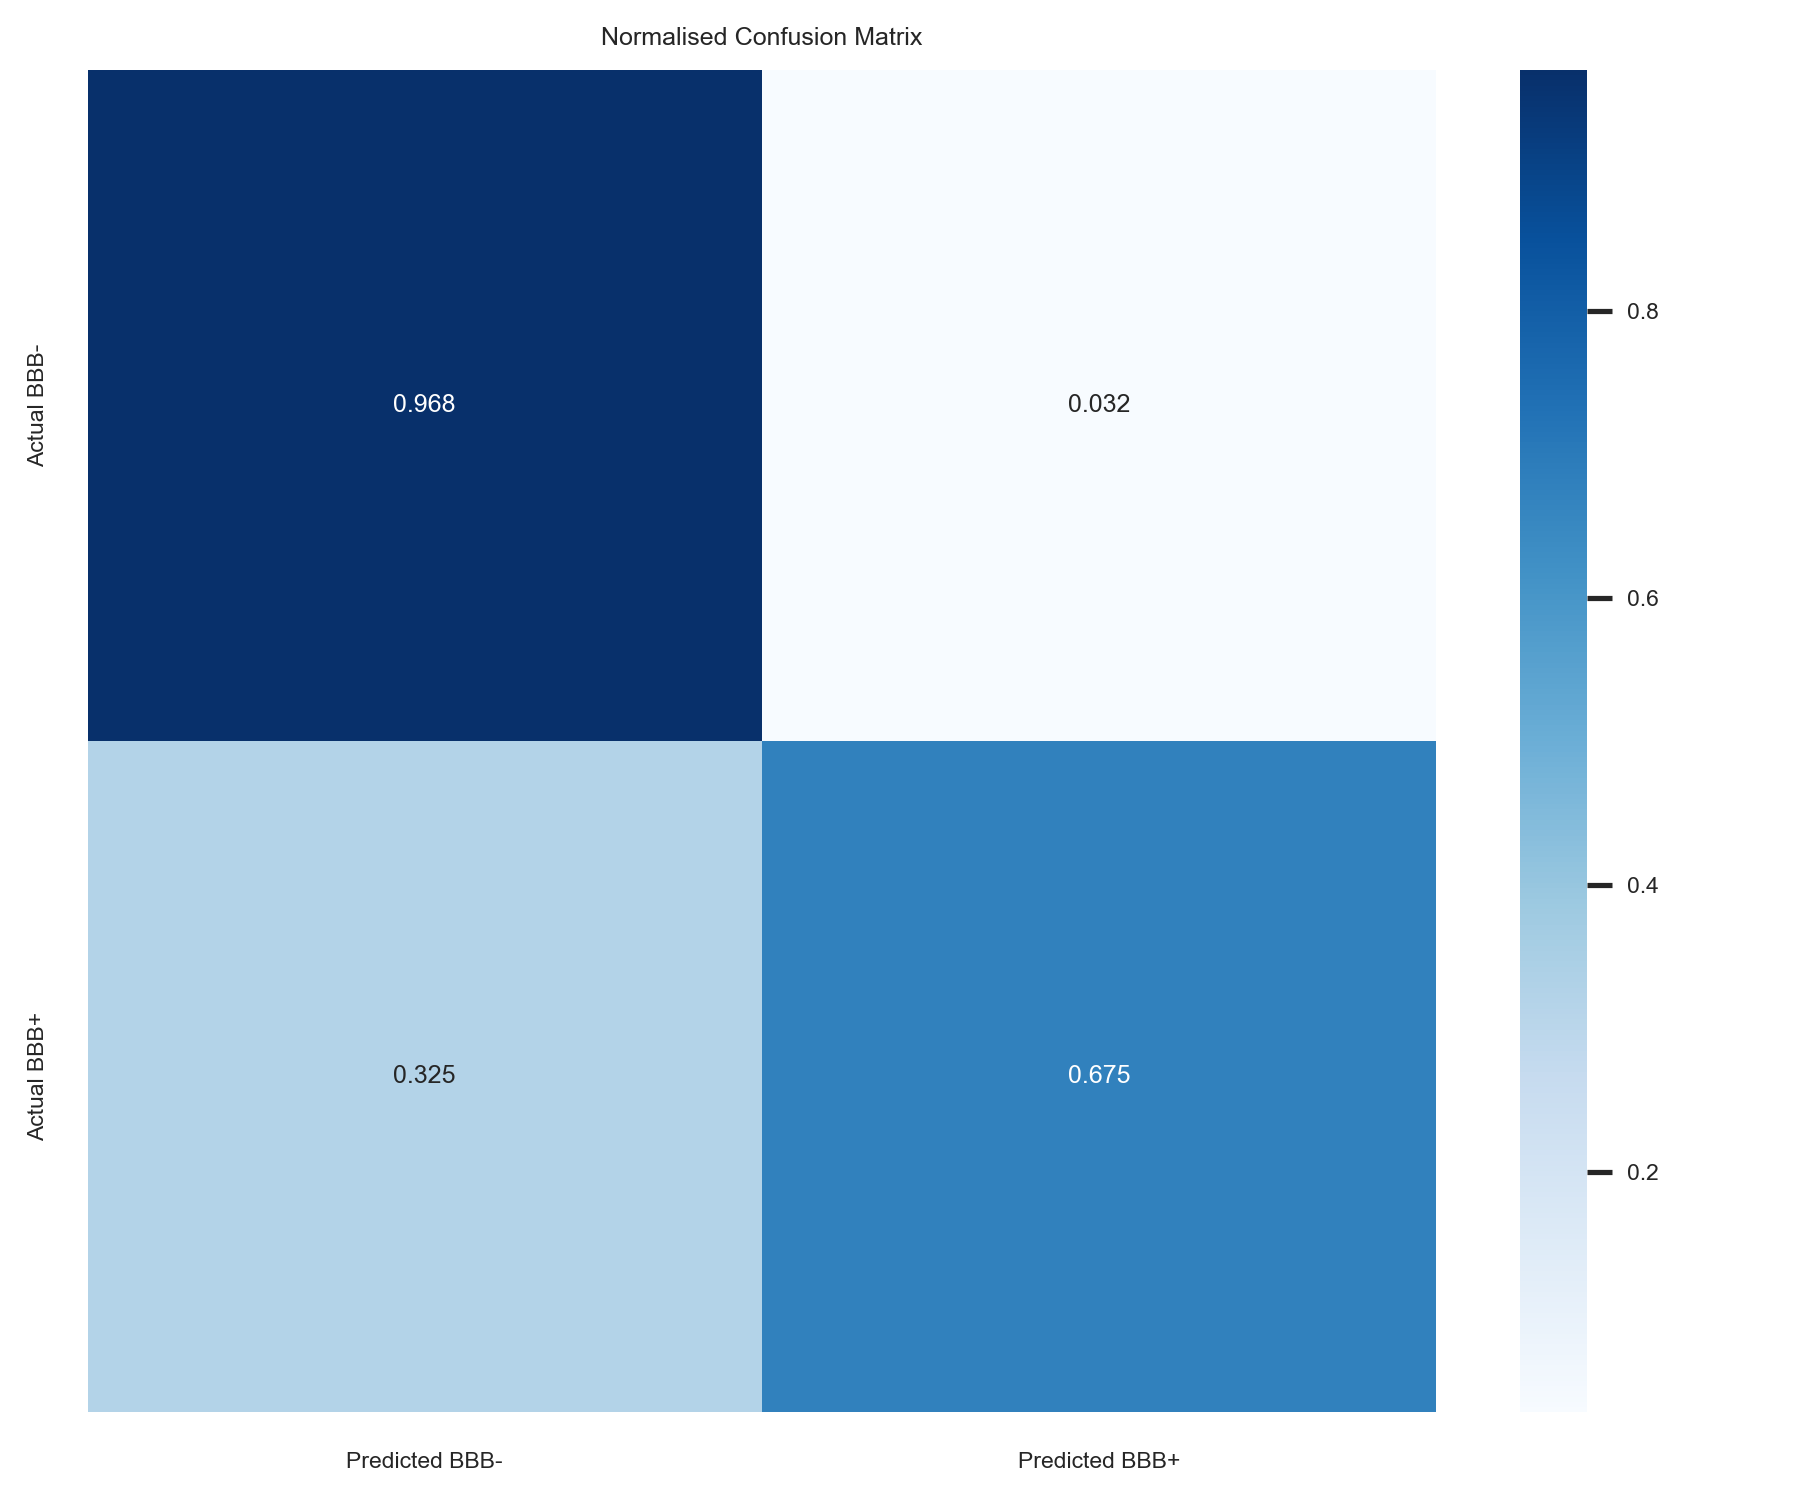 Normalised Confusion Matrix
Actual BBB-
0.968
0.032
Actual BBB+
0.325
0.675
Predicted BBB-
Predicted BBB+
0.8
0.6
0.4
0.2